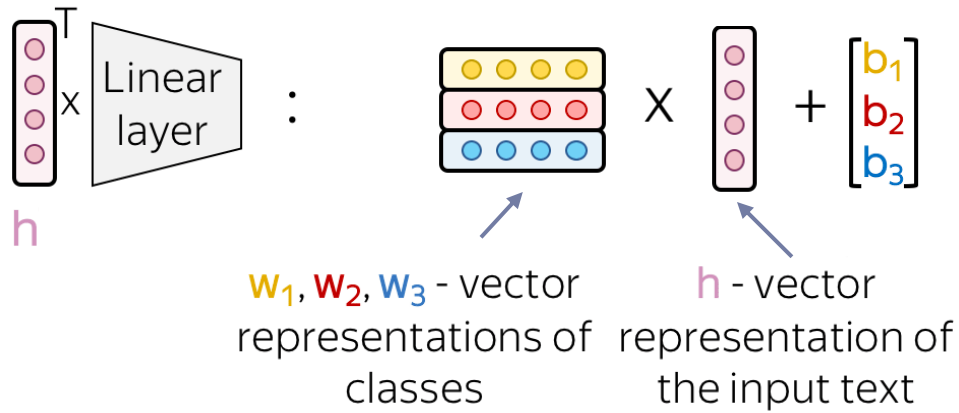 T
x
Linear
layer
:
h
x
+
b1
b2
b3
w1, w2, w3 - vector
representations of
classes
h - vector
representation of
the input text